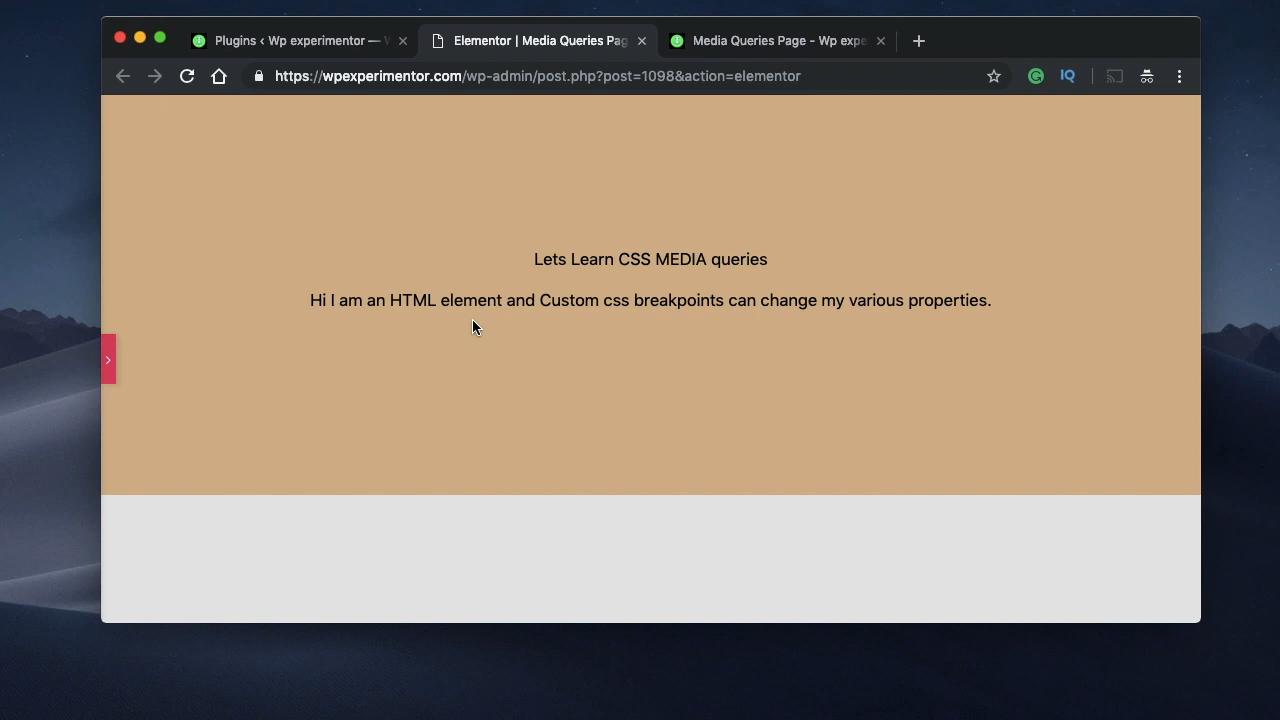 Plugins ‹ Wp experimentor —
Elementor | Media Queries Pag
Media Queries Page - Wp expe
https://wpexperimentor.com/wp-admin/post.php?post=1098&action=elementor
IQ
Lets Learn CSS MEDIA queries
Hi I am an HTML element and Custom css breakpoints can change my various properties.